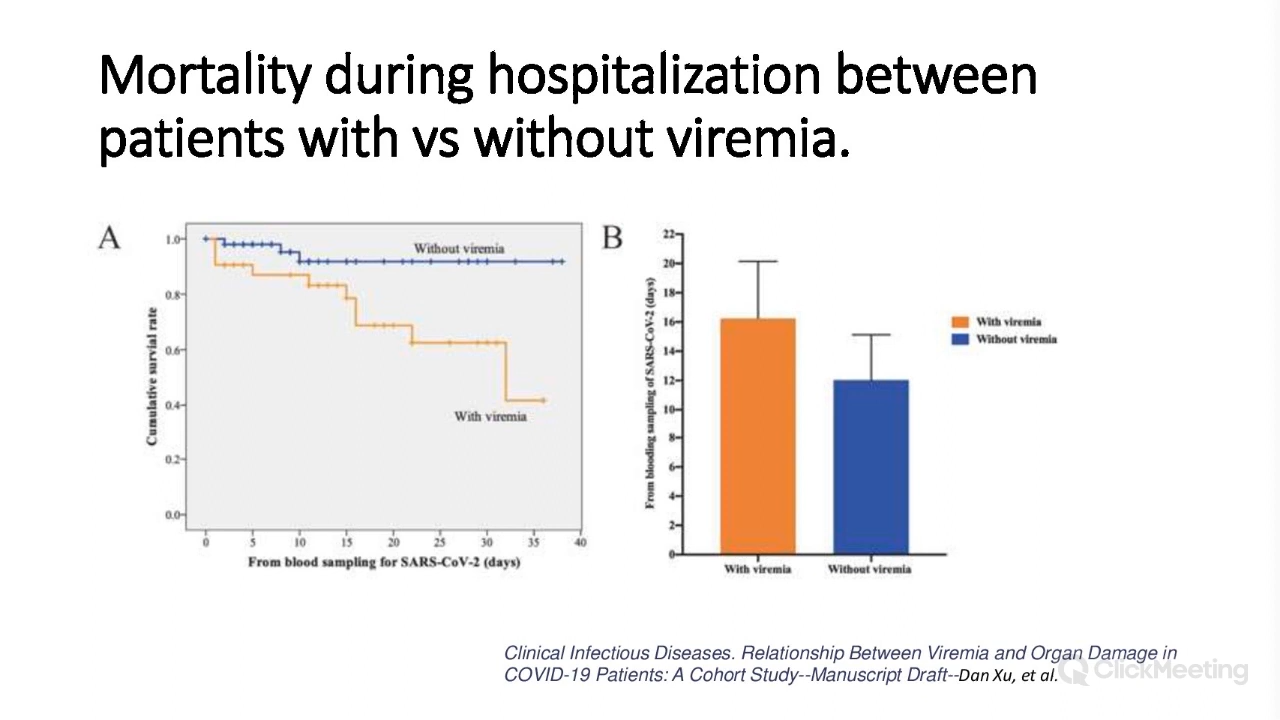 Mortality during hospitalization between
patients with vs without viremia.
A
Cumulative survial rate
1.0
0.8
0.6
0.4
0.2
0.0
Without viremia
With viremia
0 5 10 15 20 25 30 35 40
From blood sampling for SARS-CoV-2 (days)
B
From blooding sampling of SARS-CoV-2 (days)
22
20
18
16
14
12
10
8
6
4
2
0
With viremia Without viremia
With viremia
Without viremia
Clinical Infectious Diseases. Relationship Between Viremia and Organ Damage in
COVID-19 Patients: A Cohort Study--Manuscript Draft--Dan Xu, et al.
ClickMeeting